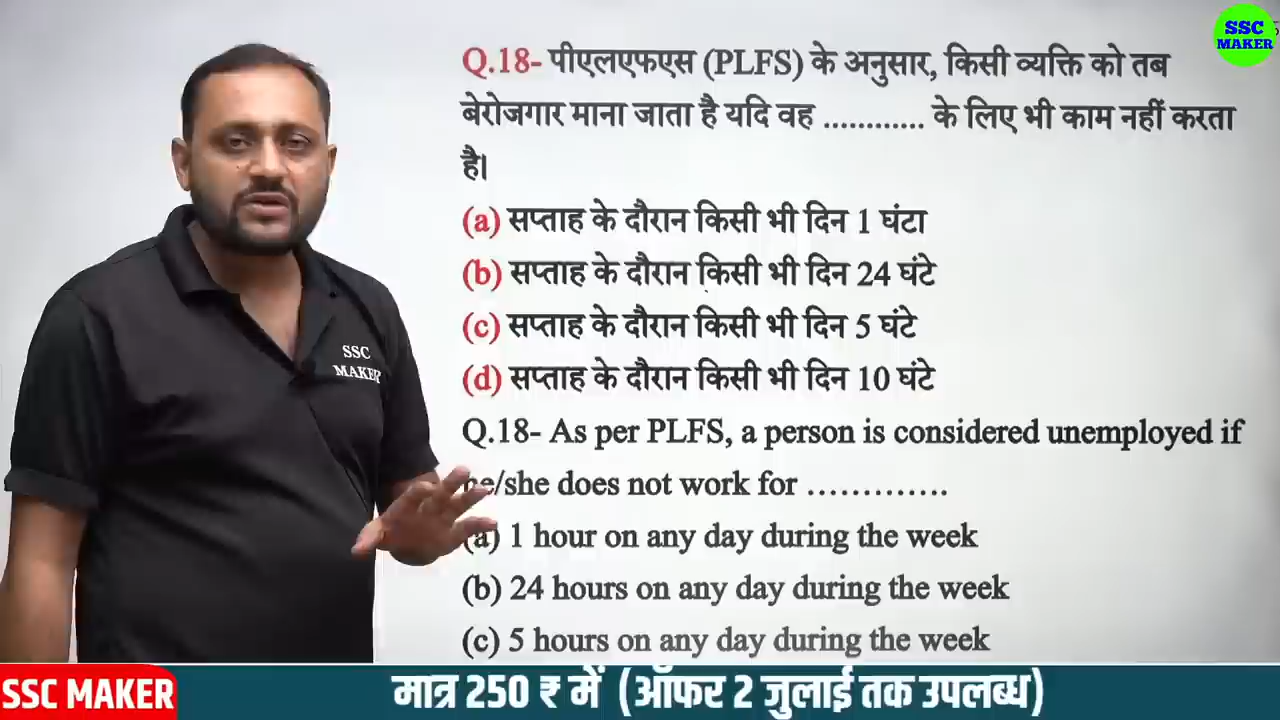 SSC
MAKER
Q.18- पीएलएफएस (PLFS) के अनुसार, किसी व्यक्ति को तब
बेरोजगार माना जाता है यदि वह ............ के लिए भी काम नहीं करता
है।
(a) सप्ताह के दौरान किसी भी दिन 1 घंटा
(b) सप्ताह के दौरान किसी भी दिन 24 घंटे
(c) सप्ताह के दौरान किसी भी दिन 5 घंटे
(d) सप्ताह के दौरान किसी भी दिन 10 घंटे
Q.18- As per PLFS, a person is considered unemployed if
he/she does not work for ………….
(a) 1 hour on any day during the week
(b) 24 hours on any day during the week
(c) 5 hours on any day during the week
SSC
MAKER
SSC MAKER
मात्र 250 ₹ में (ऑफर 2 जुलाई तक उपलब्ध)